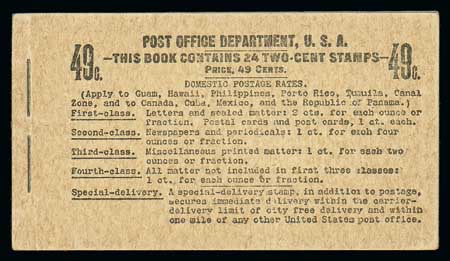 49c. POST OFFICE DEPARTMENT, U. S. A. 49c.
—THIS BOOK CONTAINS 24 TWO-CENT STAMPS—
PRICE, 49 CENTS.
DOMESTIC POSTAGE RATES.
(Apply to Guam, Hawaii, Philippines, Porto Rico, Tutuila, Canal
Zone, and to Canada, Cuba, Mexico, and the Republic of Panama.)
First-class. Letters and sealed matter: 2 cts. for each ounce or
fraction. Postal cards and post cards, 1 ct. each.
Second-class. Newspapers and periodicals: 1 ct. for each four
ounces or fraction.
Third-class. Miscellaneous printed matter: 1 ct. for each two
ounces or fraction.
Fourth-class. All matter not included in first three classes:
1 ct. for each ounce or fraction.
Special-delivery. A special-delivery stamp, in addition to postage,
secures immediate delivery within the carrier-
delivery limit of city free delivery and within
one mile of any other United States post office.